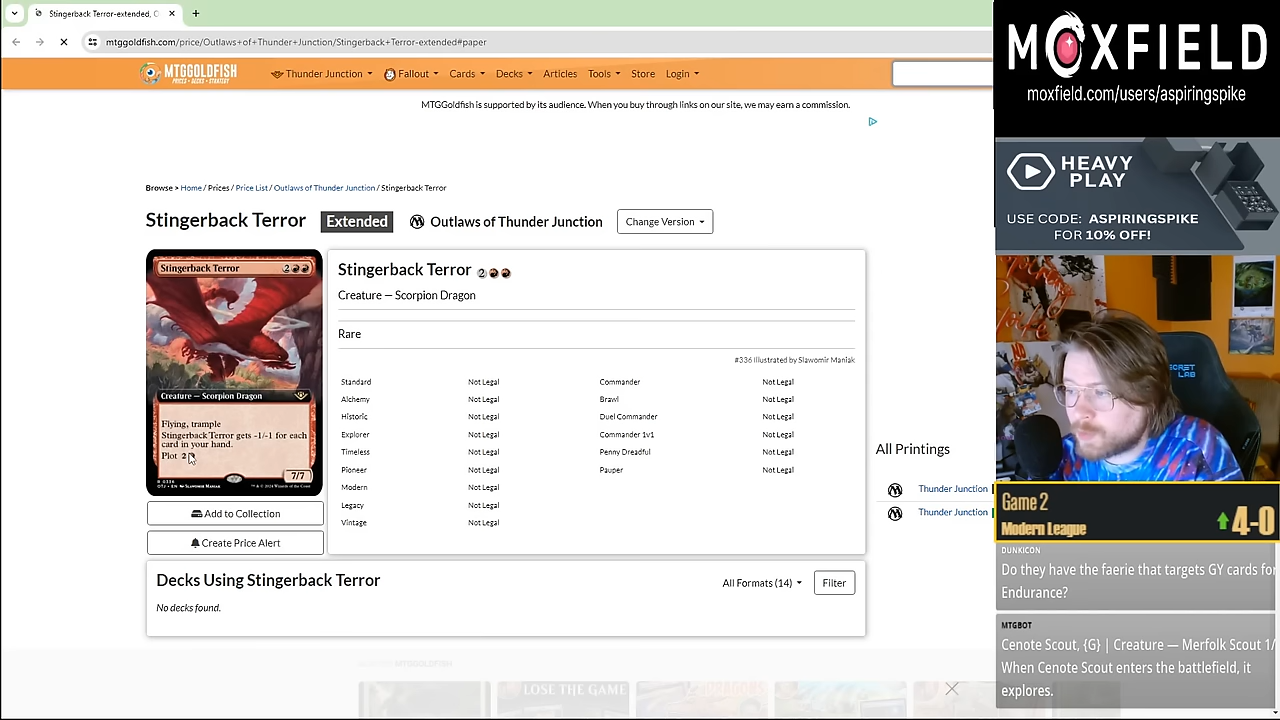 Stingerback Terror-extended, O
mtggoldfish.com/price/Outlaws+of+Thunder+Junction/Stingerback+Terror-extended#paper
MTGGOLDFISH
Thunder Junction
Fallout
Cards
Decks
Articles
Tools
Store
Login
MTGGoldfish is supported by its audience. When you buy through links on our site, we may earn a commission.
Browse > Home / Prices / Price List / Outlaws of Thunder Junction / Stingerback Terror
Stingerback Terror Extended Outlaws of Thunder Junction Change Version
Stingerback Terror 2
Creature — Scorpion Dragon
Flying, trample
Stingerback Terror gets -1/-1 for each
card in your hand.
Plot 2
7/7
Stingerback Terror 2
Creature — Scorpion Dragon
Rare
#336 Illustrated by Slawomir Maniak
Standard Not Legal Commander Not Legal
Alchemy Not Legal Brawl Not Legal
Historic Not Legal Duel Commander Not Legal
Explorer Not Legal Commander 1v1 Not Legal
Timeless Not Legal Penny Dreadful Not Legal
Pioneer Not Legal Pauper Not Legal
Modern Not Legal
Legacy Not Legal
Vintage Not Legal
Add to Collection
Create Price Alert
All Printings
Thunder Junction
Thunder Junction
Decks Using Stingerback Terror All Formats (14) Filter
No decks found.
MTGGOLDFISH
LOSE THE GAME
MOXFIELD
moxfield.com/users/aspiringspike
HEAVY
PLAY
USE CODE: ASPIRINGSPIKE
FOR 10% OFF!
Game 2
Modern League
4-0
DUNKICON
Do they have the faerie that targets GY cards for
Endurance?
MTGBOT
Cenote Scout, {G} | Creature — Merfolk Scout 1/
When Cenote Scout enters the battlefield, it
explores.